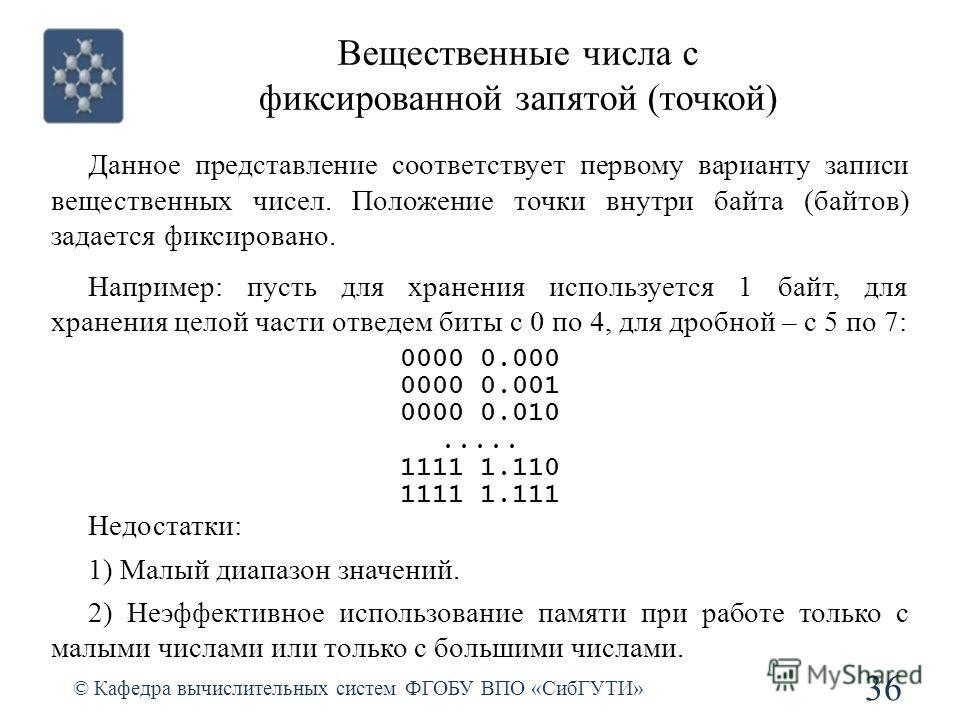 Вещественные числа с
фиксированной запятой (точкой)
Данное представление соответствует первому варианту записи
вещественных чисел. Положение точки внутри байта (байтов)
задается фиксировано.
Например: пусть для хранения используется 1 байт, для
хранения целой части отведем биты с 0 по 4, для дробной – с 5 по 7:
0000 0.000
0000 0.001
0000 0.010
.....
1111 1.110
1111 1.111
Недостатки:
1) Малый диапазон значений.
2) Неэффективное использование памяти при работе только с
малыми числами или только с большими числами.
© Кафедра вычислительных систем ФГОБУ ВПО «СибГУТИ»
36
MyShared